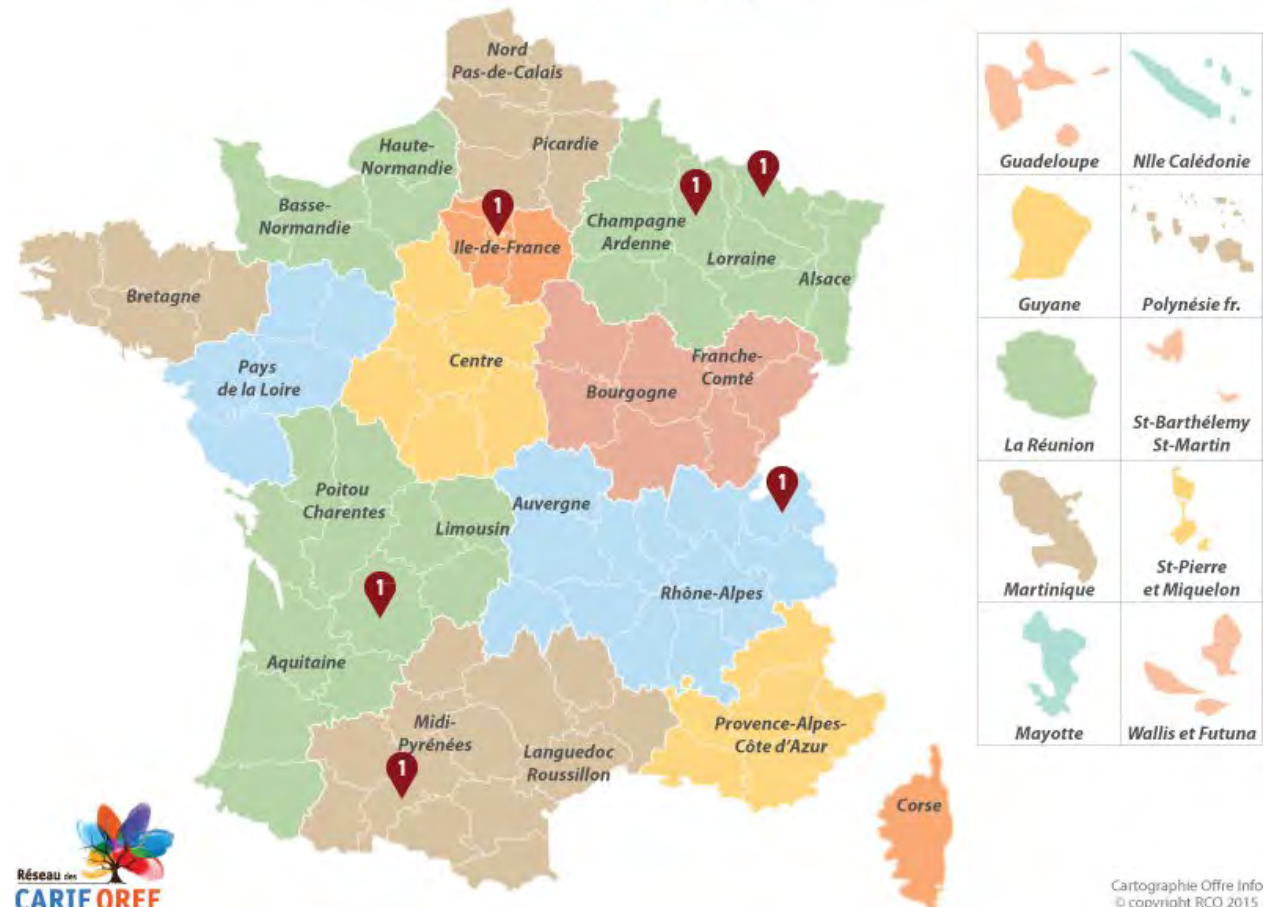 Nord
Pas-de-Calais
Picardie
Haute-
Normandie
Basse-
Normandie
1
Ile-de-France
1
1
Champagne
Ardenne
Lorraine
Alsace
Bretagne
Pays
de la Loire
Centre
Franche-
Comté
Bourgogne
Poitou
Charentes
Limousin
Auvergne
1
Rhône-Alpes
1
Aquitaine
Midi-
Pyrénées
1
Languedoc
Roussillon
Provence-Alpes-
Côte d'Azur
Corse
Guadeloupe
Nlle Calédonie
Guyane
Polynésie fr.
La Réunion
St-Barthélemy
St-Martin
Martinique
St-Pierre
et Miquelon
Mayotte
Wallis et Futuna
Réseau des
CARIF OREF
Cartographie Offre Info
© copyright RCO 2015